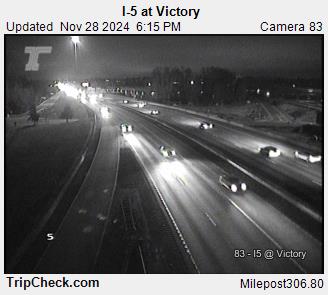 I-5 at Victory
Updated Nov 28 2024 6:15 PM Camera 83
T
S
83 - I5 @ Victory
TripCheck.com Milepost306.80